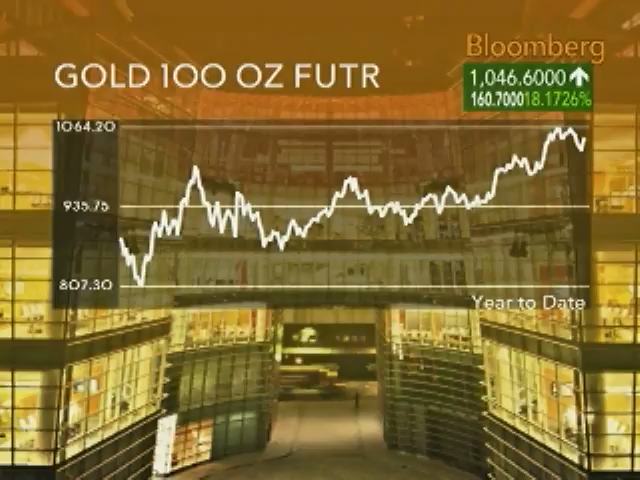 Bloomberg
GOLD 100 OZ FUTR
1,046.6000
160.7000 18.1726%
1064.20
935.75
807.30
Year to Date